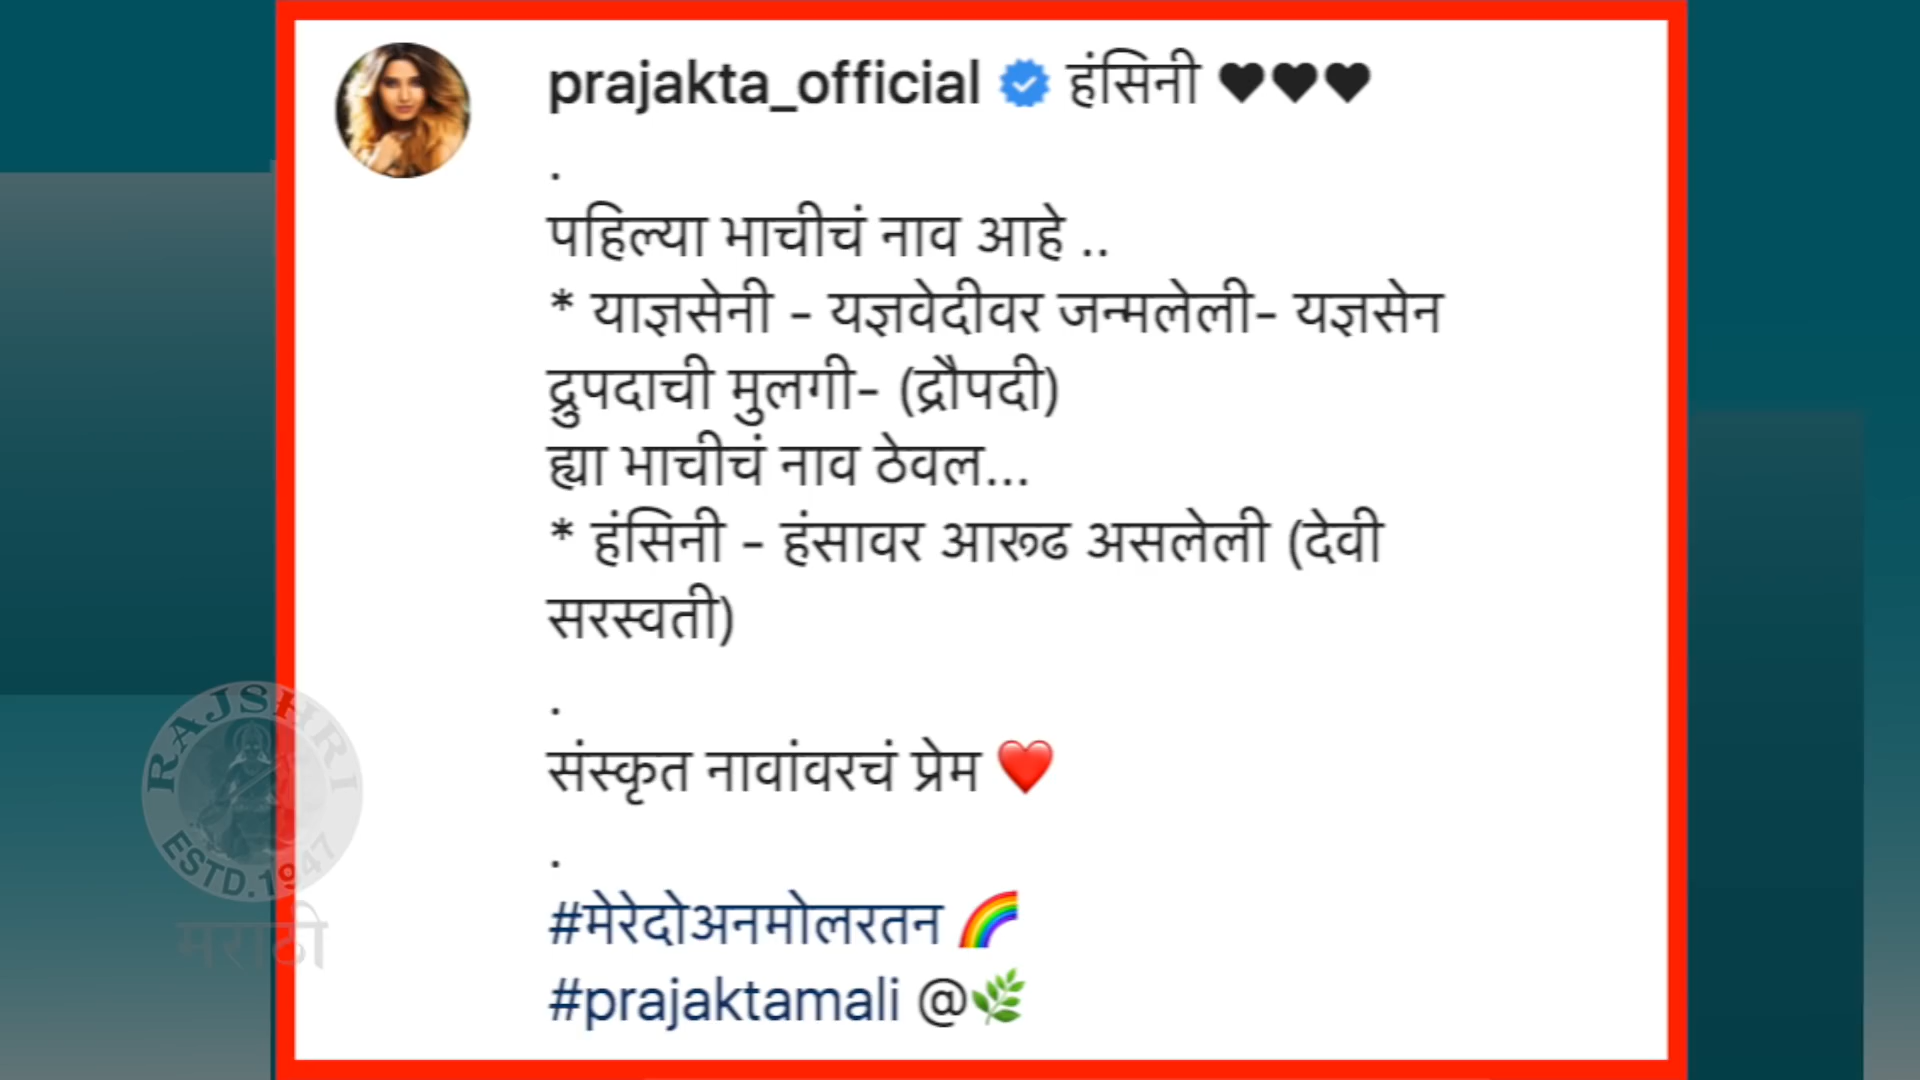 prajakta_official हंसिनी 🖤🖤🖤
.
पहिल्या भाचीचं नाव आहे ..
* याज्ञसेनी - यज्ञवेदीवर जन्मलेली- यज्ञसेन
द्रुपदाची मुलगी- (द्रौपदी)
ह्या भाचीचं नाव ठेवल...
* हंसिनी - हंसावर आरूढ असलेली (देवी
सरस्वती)
.
संस्कृत नावांवरचं प्रेम ❤️
.
#मेरेदोअनमोलरतन 🌈
#prajaktamali @🌿
RAJSHRI
ESTD.1947
मराठी